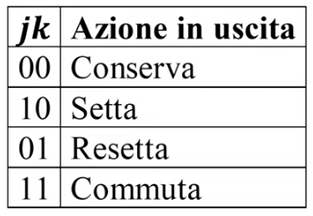 jk Azione in uscita
00 Conserva
10 Setta
01 Resetta
11 Commuta